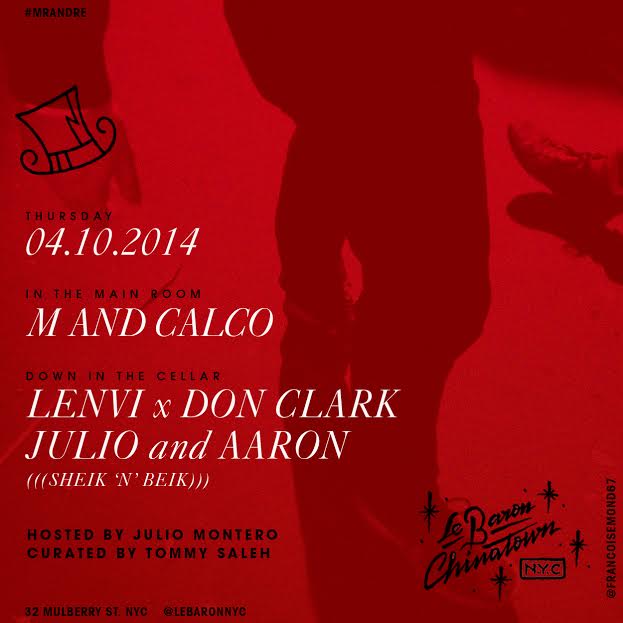 #MRANDRE
THURSDAY
04.10.2014
IN THE MAIN ROOM
M AND CALCO
DOWN IN THE CELLAR
LENVI x DON CLARK
JULIO and AARON
(((SHEIK ‘N’ BEIK)))
HOSTED BY JULIO MONTERO
CURATED BY TOMMY SALEH
Le Baron
Chinatown
N.Y.C
@FRANCOISEMOND67
32 MULBERRY ST. NYC @LEBARONNYC